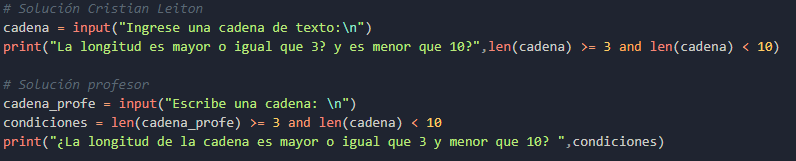 # Solución Cristian Leiton
cadena = input("Ingrese una cadena de texto:\n")
print("La longitud es mayor o igual que 3? y es menor que 10?",len(cadena) >= 3 and len(cadena) < 10)
# Solución profesor
cadena_profe = input("Escribe una cadena: \n")
condiciones = len(cadena_profe) >= 3 and len(cadena) < 10
print("¿La longitud de la cadena es mayor o igual que 3 y menor que 10? ",condiciones)